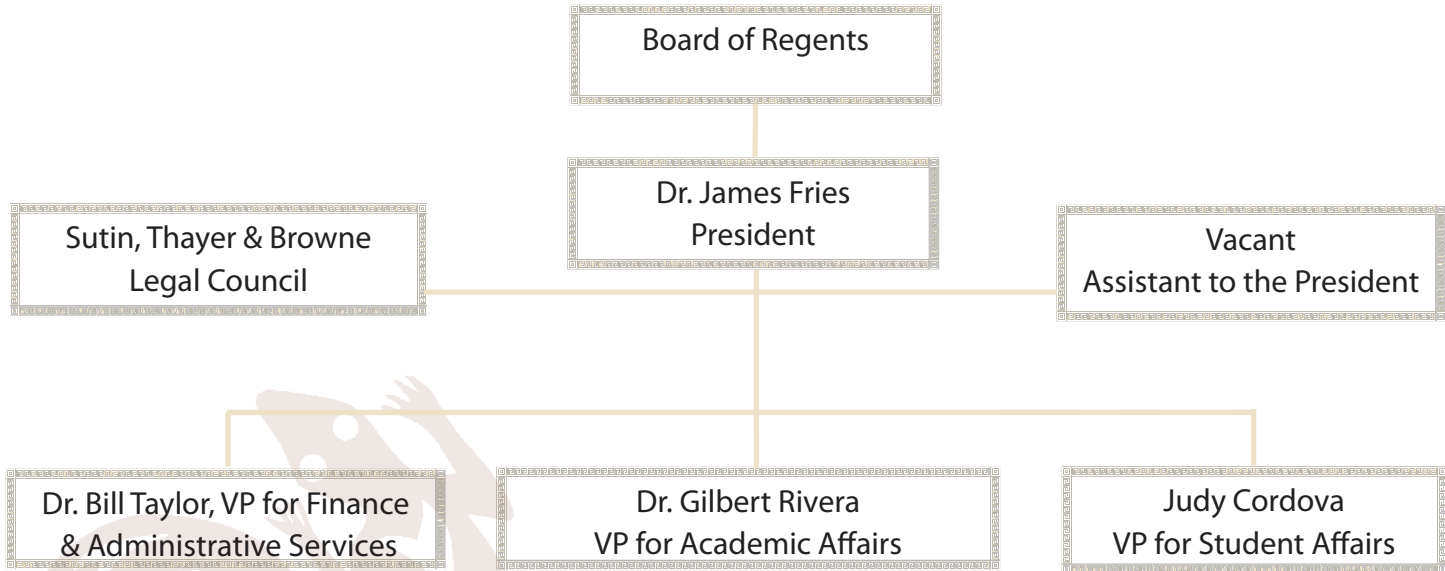 Board of Regents
Dr. James Fries
President
Sutin, Thayer & Browne
Legal Council
Vacant
Assistant to the President
Dr. Bill Taylor, VP for Finance
& Administrative Services
Dr. Gilbert Rivera
VP for Academic Affairs
Judy Cordova
VP for Student Affairs